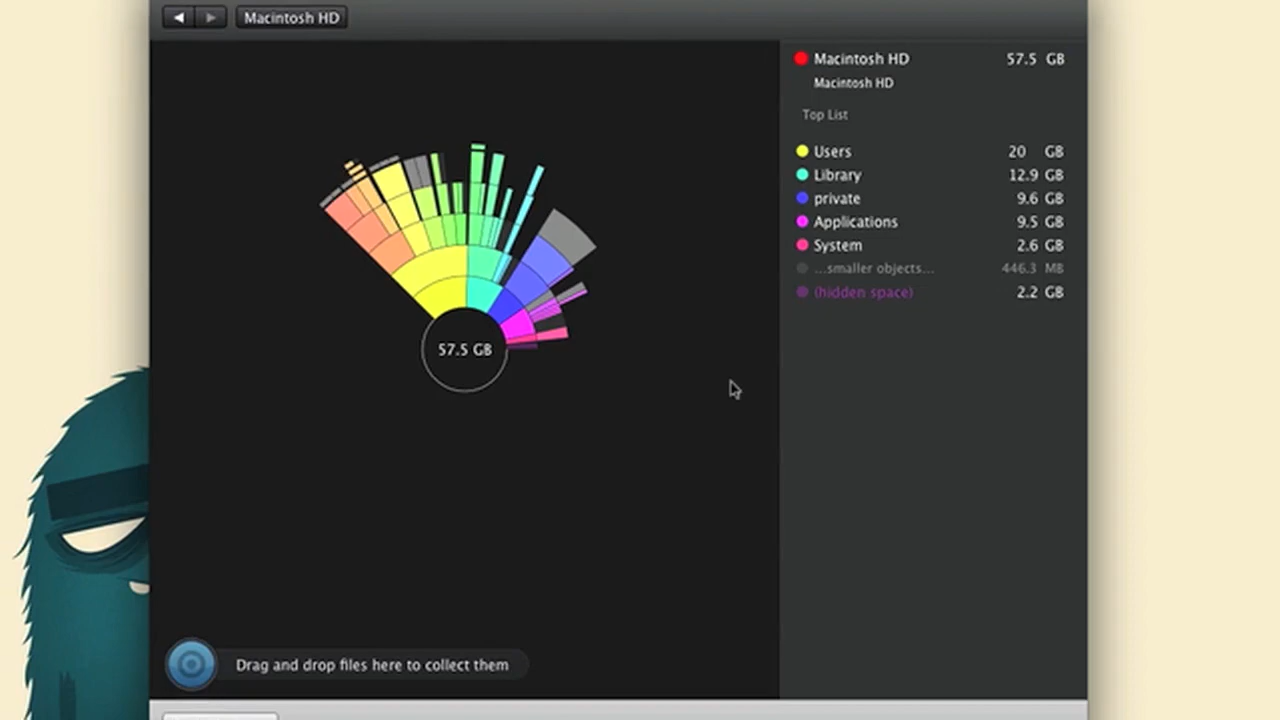 Macintosh HD
Macintosh HD 57.5 GB
Macintosh HD
Top List
Users 20 GB
Library 12.9 GB
private 9.6 GB
Applications 9.5 GB
System 2.6 GB
...smaller objects... 446.3 MB
(hidden space) 2.2 GB
57.5 GB
Drag and drop files here to collect them